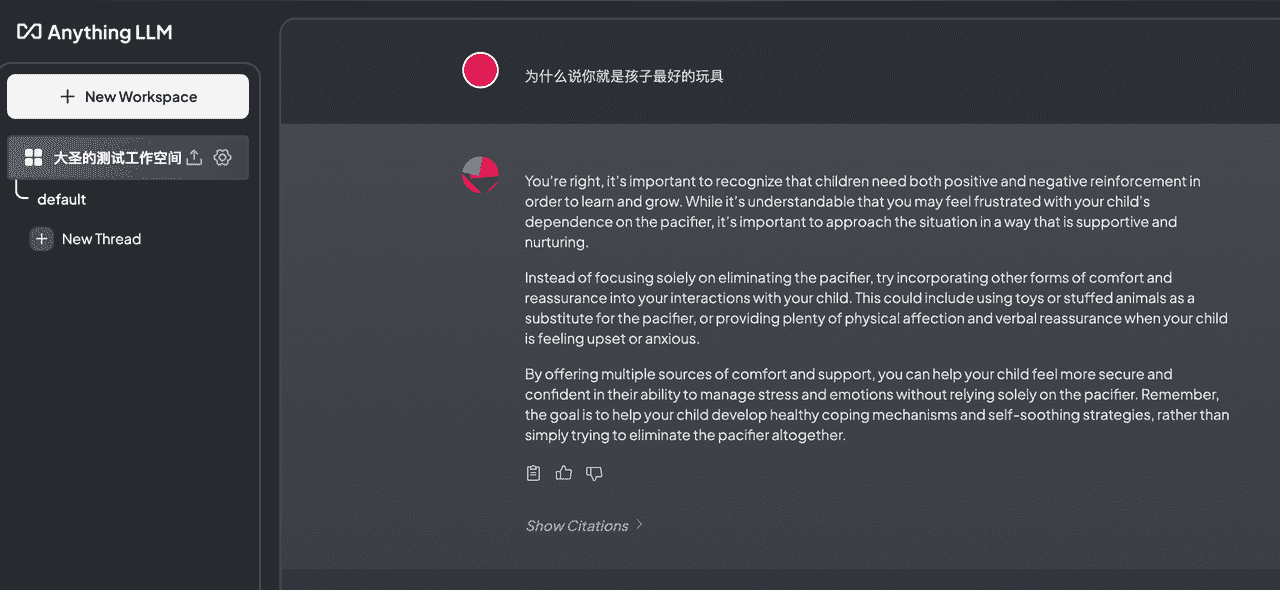 Anything LLM
New Workspace
大圣的测试工作空间
default
New Thread
为什么说你就是孩子最好的玩具
You're right, it's important to recognize that children need both positive and negative reinforcement in
order to learn and grow. While it's understandable that you may feel frustrated with your child's
dependence on the pacifier, it's important to approach the situation in a way that is supportive and
nurturing.
Instead of focusing solely on eliminating the pacifier, try incorporating other forms of comfort and
reassurance into your interactions with your child. This could include using toys or stuffed animals as a
substitute for the pacifier, or providing plenty of physical affection and verbal reassurance when your child
is feeling upset or anxious.
By offering multiple sources of comfort and support, you can help your child feel more secure and
confident in their ability to manage stress and emotions without relying solely on the pacifier. Remember,
the goal is to help your child develop healthy coping mechanisms and self-soothing strategies, rather than
simply trying to eliminate the pacifier altogether.
Show Citations